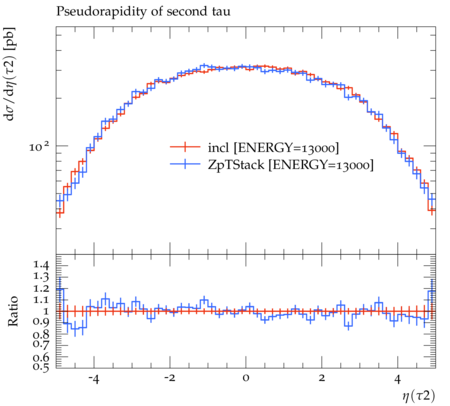 Pseudorapidity of second tau
dσ/dη(τ2) [pb]
10²
incl [ENERGY=13000]
ZpTStack [ENERGY=13000]
1.4
1.3
1.2
1.1
1
0.9
0.8
0.7
0.6
0.5
Ratio
-4 -2 0 2 4
η(τ2)